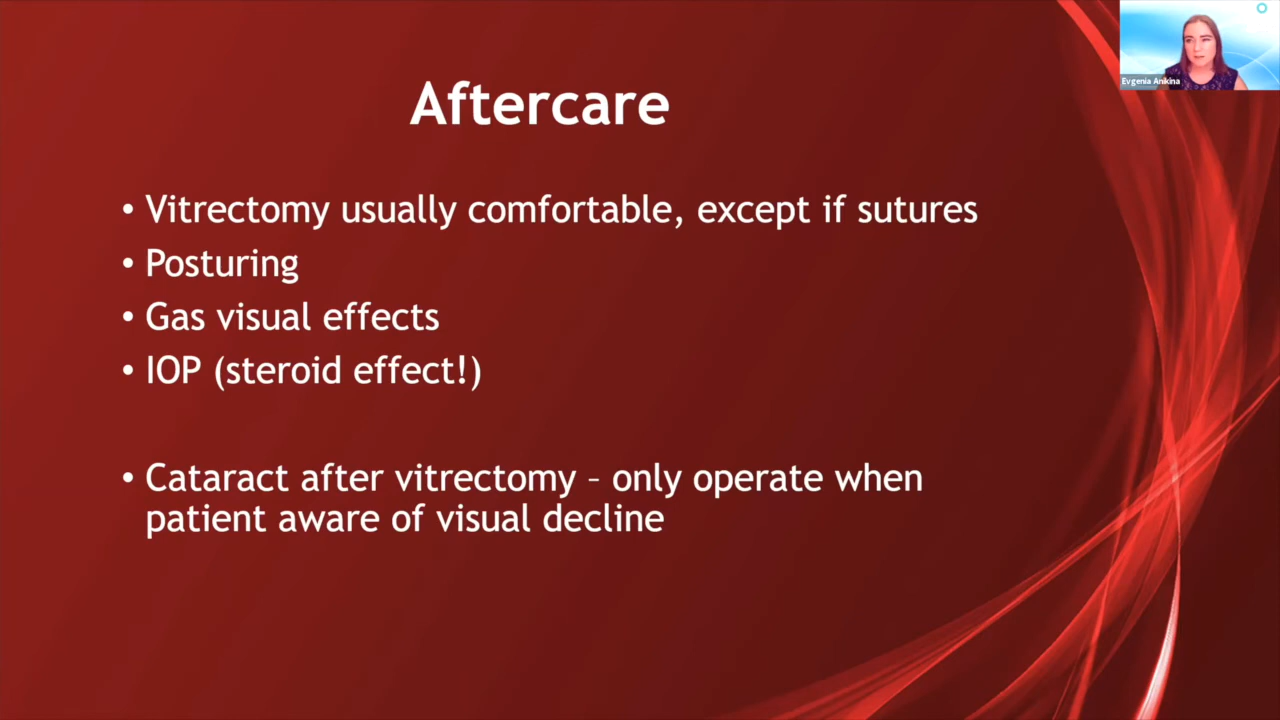 Evgenia Anikina
Aftercare
• Vitrectomy usually comfortable, except if sutures
• Posturing
• Gas visual effects
• IOP (steroid effect!)
• Cataract after vitrectomy – only operate when
patient aware of visual decline